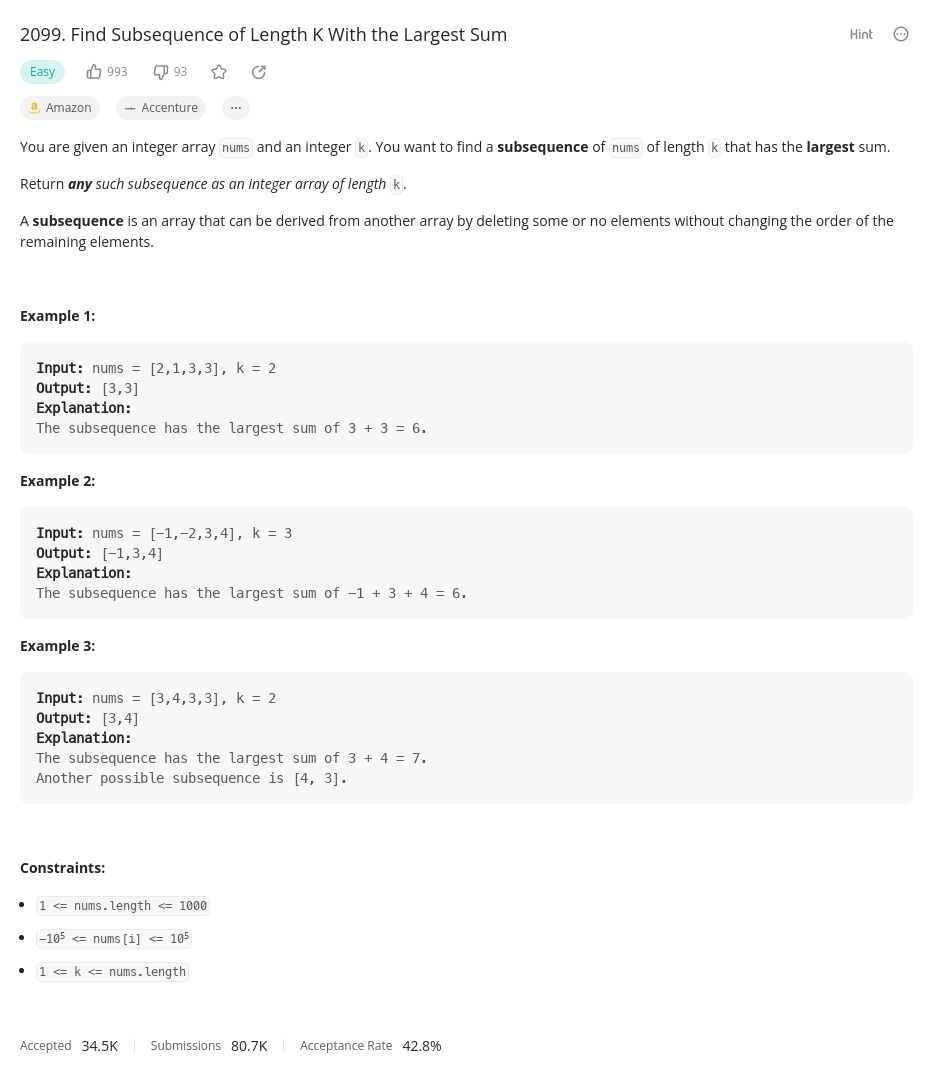 2099. Find Subsequence of Length K With the Largest Sum
Hint
Easy 993 93
Amazon Accenture ...
You are given an integer array nums and an integer k. You want to find a subsequence of nums of length k that has the largest sum.
Return any such subsequence as an integer array of length k.
A subsequence is an array that can be derived from another array by deleting some or no elements without changing the order of the
remaining elements.
Example 1:
Input: nums = [2,1,3,3], k = 2
Output: [3,3]
Explanation:
The subsequence has the largest sum of 3 + 3 = 6.
Example 2:
Input: nums = [-1,-2,3,4], k = 3
Output: [-1,3,4]
Explanation:
The subsequence has the largest sum of -1 + 3 + 4 = 6.
Example 3:
Input: nums = [3,4,3,3], k = 2
Output: [3,4]
Explanation:
The subsequence has the largest sum of 3 + 4 = 7.
Another possible subsequence is [4, 3].
Constraints:
• 1 <= nums.length <= 1000
• -10⁵ <= nums[i] <= 10⁵
• 1 <= k <= nums.length
Accepted 34.5K Submissions 80.7K Acceptance Rate 42.8%